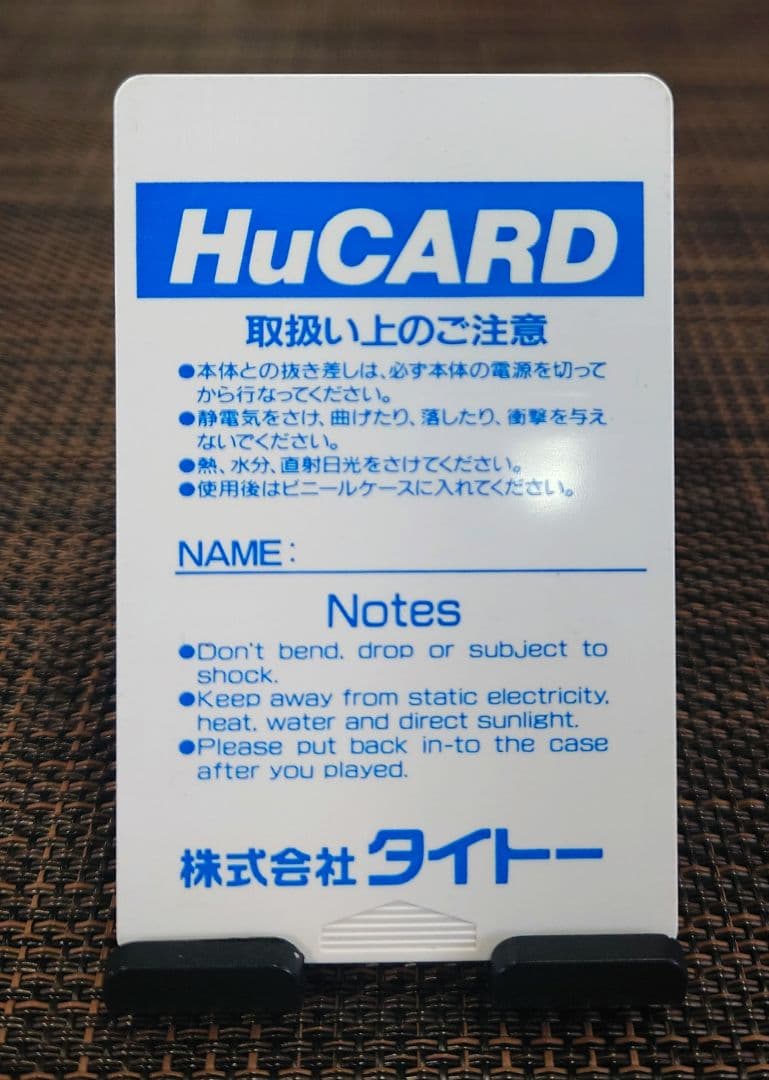 HuCARD
取扱い上のご注意
●本体との抜き差しは、必ず本体の電源を切って
から行なってください。
●静電気をさけ、曲げたり、落したり、衝撃を与え
ないでください。
●熱、水分、直射日光をさけてください。
●使用後はビニールケースに入れてください。
NAME:
Notes
●Don't bend, drop or subject to
shock.
●Keep away from static electricity,
heat, water and direct sunlight.
●Please put back in-to the case
after you played.
株式会社 タイトー